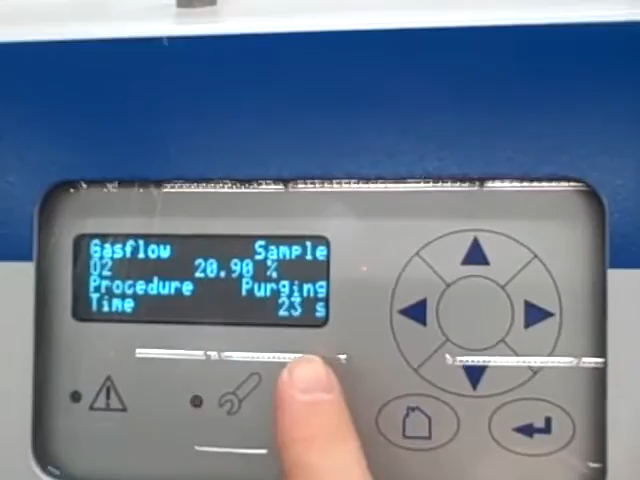 Gasflow Sample
O2 20.90 %
Procedure Purging
Time 23 s